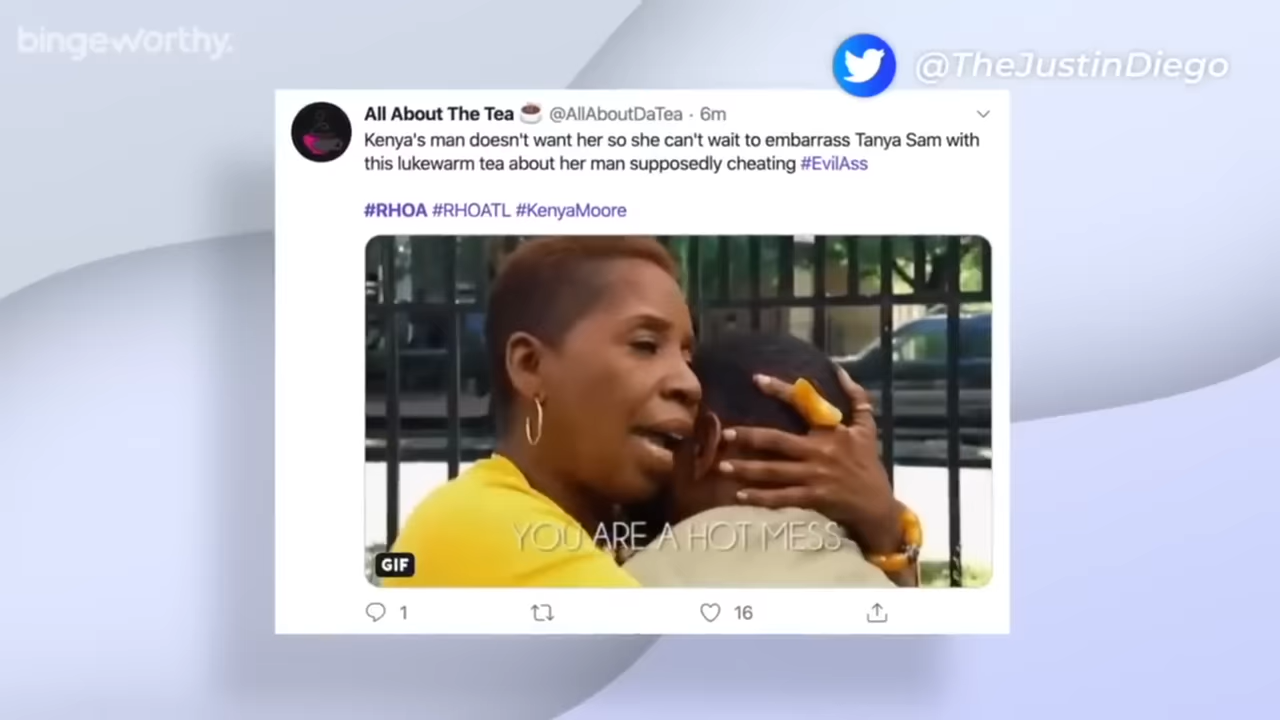 bingeworthy.
@TheJustinDiego
All About The Tea ☕ @AllAboutDaTea · 6m
Kenya's man doesn't want her so she can't wait to embarrass Tanya Sam with
this lukewarm tea about her man supposedly cheating #EvilAss
#RHOA #RHOATL #KenyaMoore
YOU ARE A HOT MESS
GIF
1
16